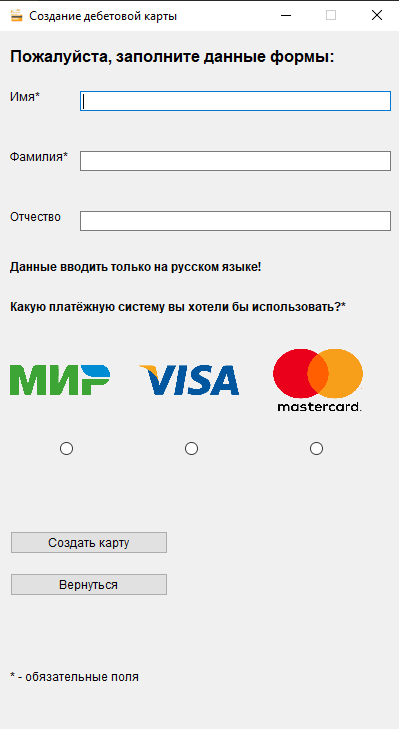 Создание дебетовой карты
Пожалуйста, заполните данные формы:
Имя*
Фамилия*
Отчество
Данные вводить только на русском языке!
Какую платёжную систему вы хотели бы использовать?*
МИР VISA mastercard.
Создать карту
Вернуться
* - обязательные поля